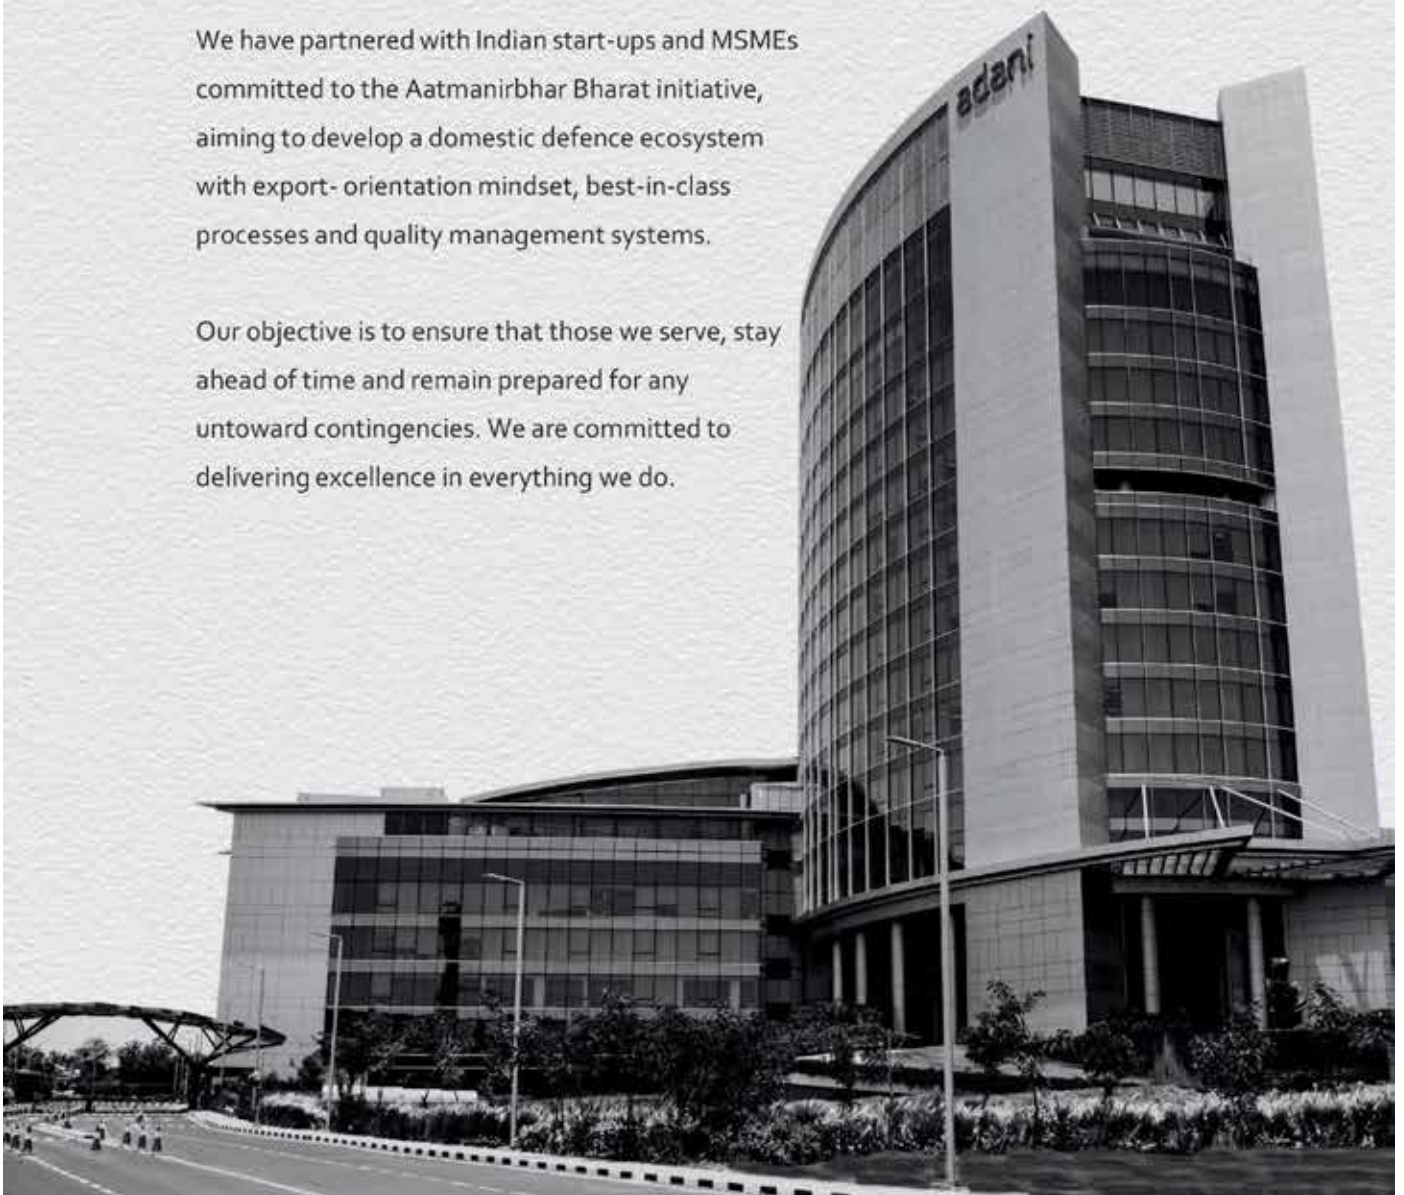 We have partnered with Indian start-ups and MSMEs
committed to the Aatmanirbhar Bharat initiative,
aiming to develop a domestic defence ecosystem
with export- orientation mindset, best-in-class
processes and quality management systems.
Our objective is to ensure that those we serve, stay
ahead of time and remain prepared for any
untoward contingencies. We are committed to
delivering excellence in everything we do.
adani